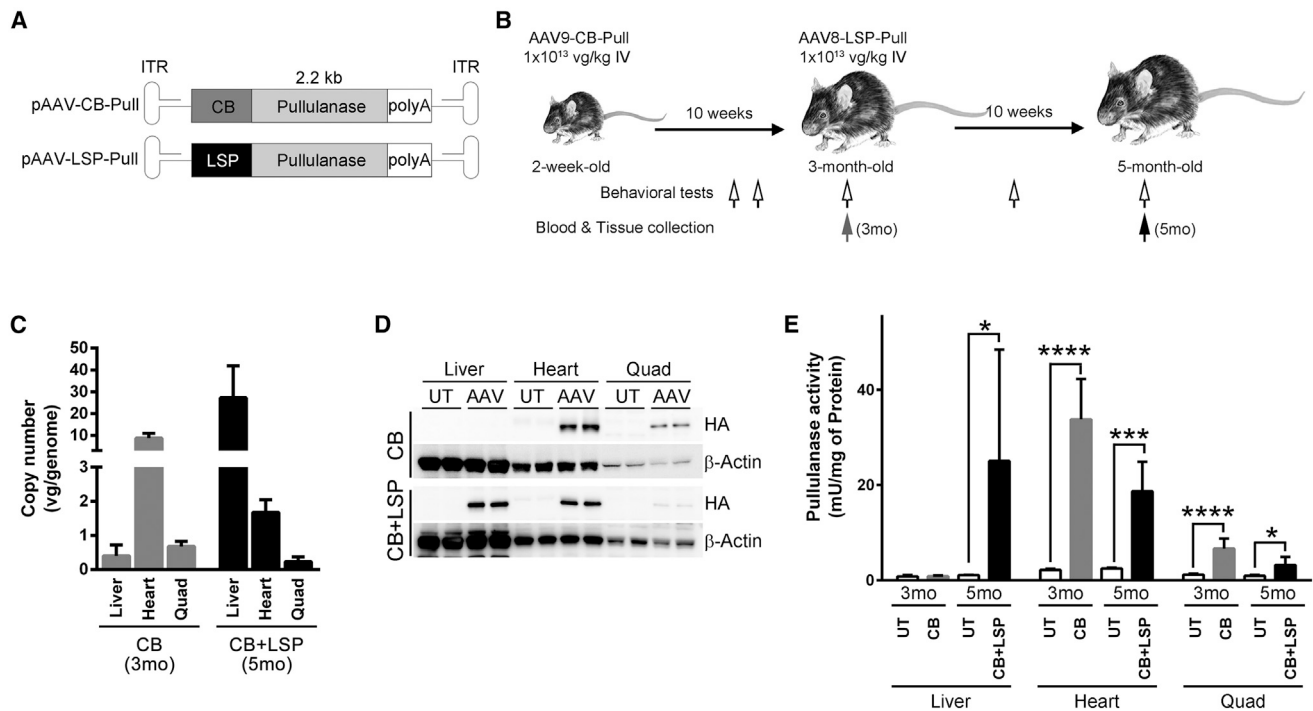 A
ITR
ITR
2.2 kb
pAAV-CB-Pull
CB
Pullulanase
polyA
pAAV-LSP-Pull
LSP
Pullulanase
polyA
B
AAV9-CB-Pull
1x10¹³ vg/kg IV
AAV8-LSP-Pull
1x10¹³ vg/kg IV
10 weeks
10 weeks
2-week-old
3-month-old
5-month-old
Behavioral tests
Blood & Tissue collection
(3mo)
(5mo)
C
Copy number
(vg/genome)
50
40
30
20
10
3
2
1
0
Liver
Heart
Quad
Liver
Heart
Quad
CB
(3mo)
CB+LSP
(5mo)
D
Liver
Heart
Quad
UT
AAV
UT
AAV
UT
AAV
CB
HA
β-Actin
CB+LSP
HA
β-Actin
E
Pullulanase activity
(mU/mg of Protein)
40
20
0
*
****
***
****
*
3mo
5mo
3mo
5mo
3mo
5mo
UT
CB
UT
CB+LSP
UT
CB
UT
CB+LSP
UT
CB
UT
CB+LSP
Liver
Heart
Quad